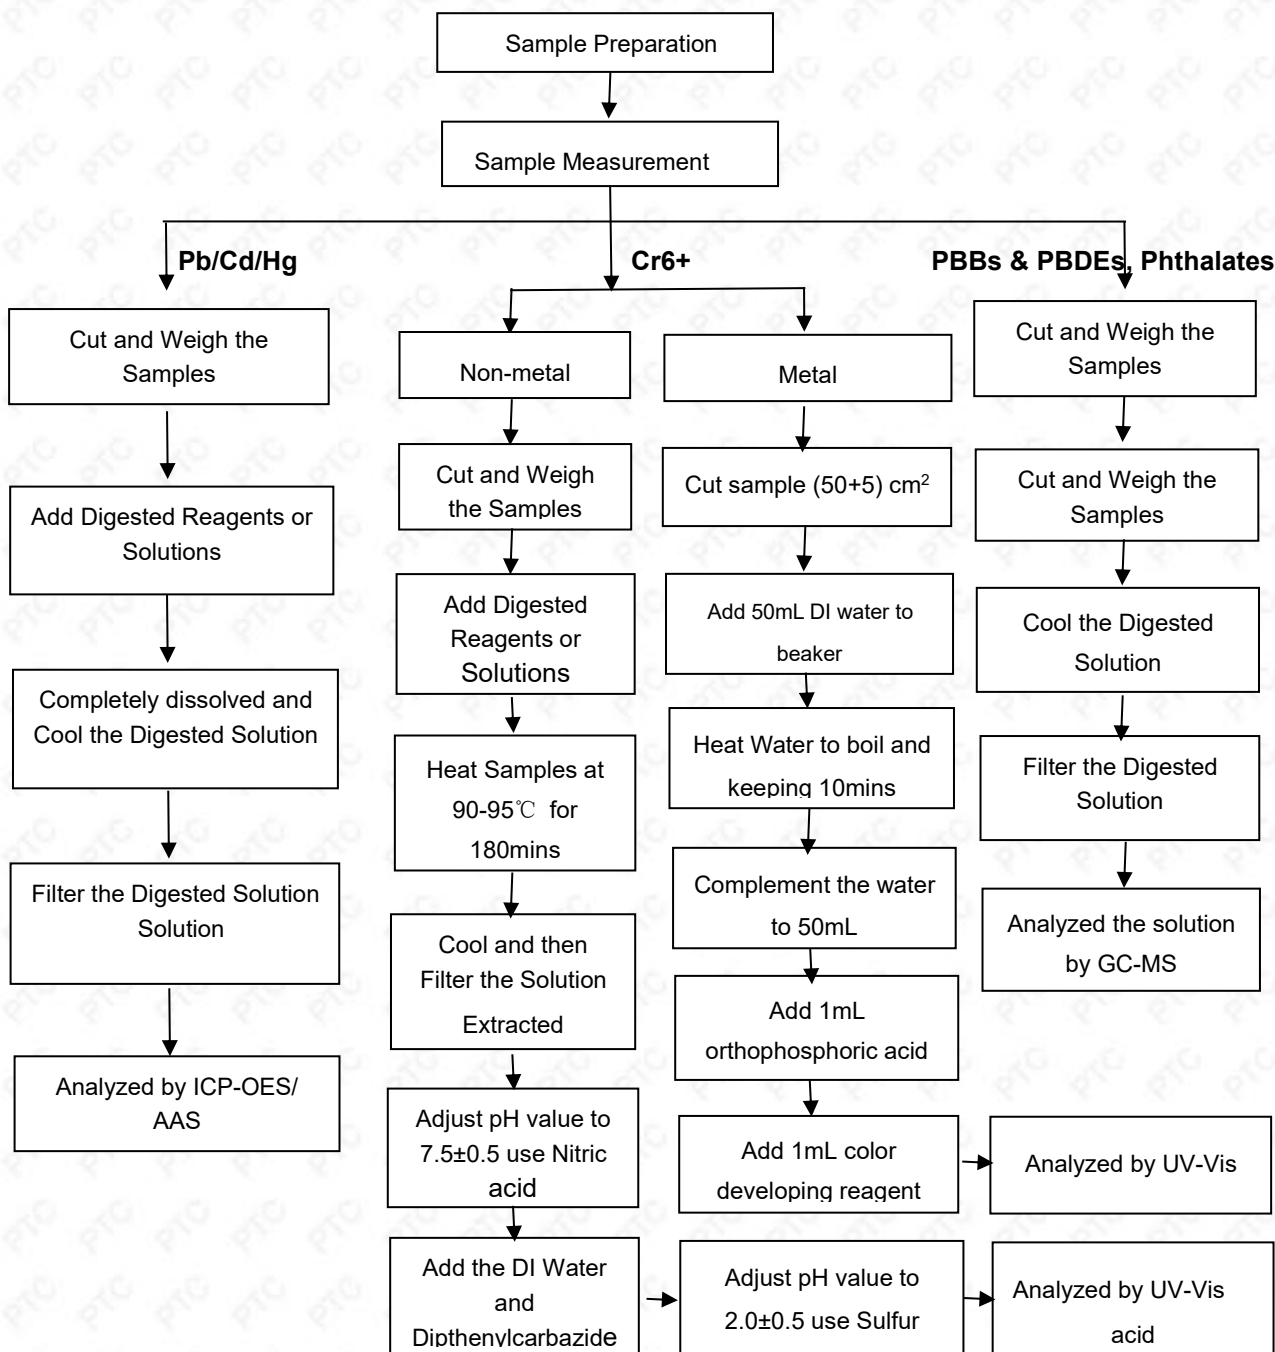 Sample Preparation
Sample Measurement
Pb/Cd/Hg
Cr6+
PBBs & PBDEs, Phthalates
Cut and Weigh the
Samples
Add Digested Reagents or
Solutions
Completely dissolved and
Cool the Digested Solution
Filter the Digested Solution
Solution
Analyzed by ICP-OES/
AAS
Non-metal
Cut and Weigh
the Samples
Add Digested
Reagents or
Solutions
Heat Samples at
90-95℃ for
180mins
Cool and then
Filter the Solution
Extracted
Adjust pH value to
7.5±0.5 use Nitric
acid
Add the DI Water
and
Dipthenylcarbazide
Metal
Cut sample (50+5) cm²
Add 50mL DI water to
beaker
Heat Water to boil and
keeping 10mins
Complement the water
to 50mL
Add 1mL
orthophosphoric acid
Add 1mL color
developing reagent
Analyzed by UV-Vis
Adjust pH value to
2.0±0.5 use Sulfur
Analyzed by UV-Vis
acid
Cut and Weigh the
Samples
Cut and Weigh the
Samples
Cool the Digested
Solution
Filter the Digested
Solution
Analyzed the solution
by GC-MS